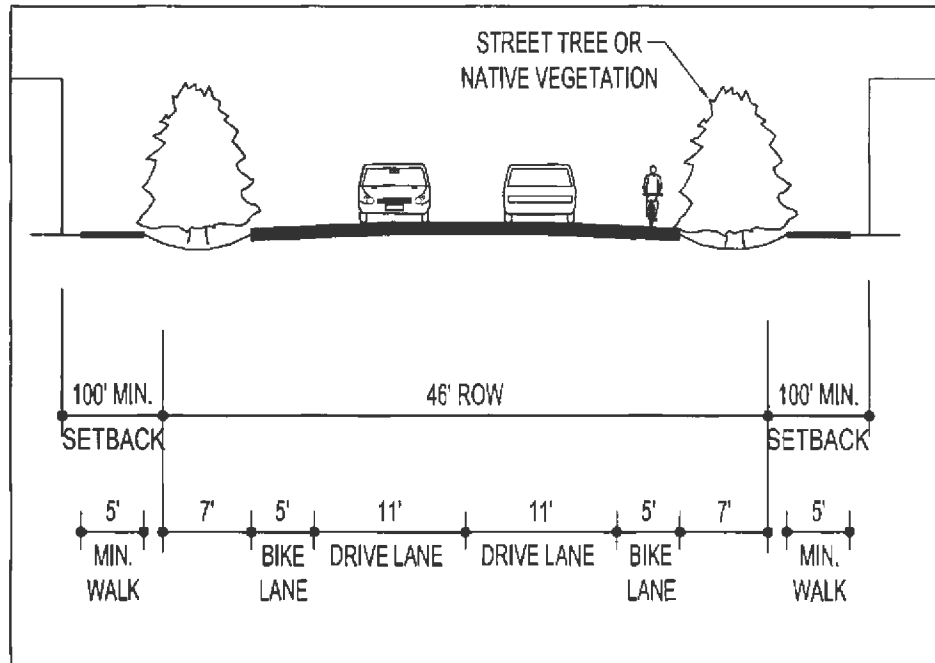 STREET TREE OR
NATIVE VEGETATION
100' MIN.
SETBACK
46' ROW
100' MIN.
SETBACK
5'
MIN.
WALK
7'
5'
BIKE
LANE
11'
DRIVE LANE
11'
DRIVE LANE
5'
BIKE
LANE
7'
5'
MIN.
WALK